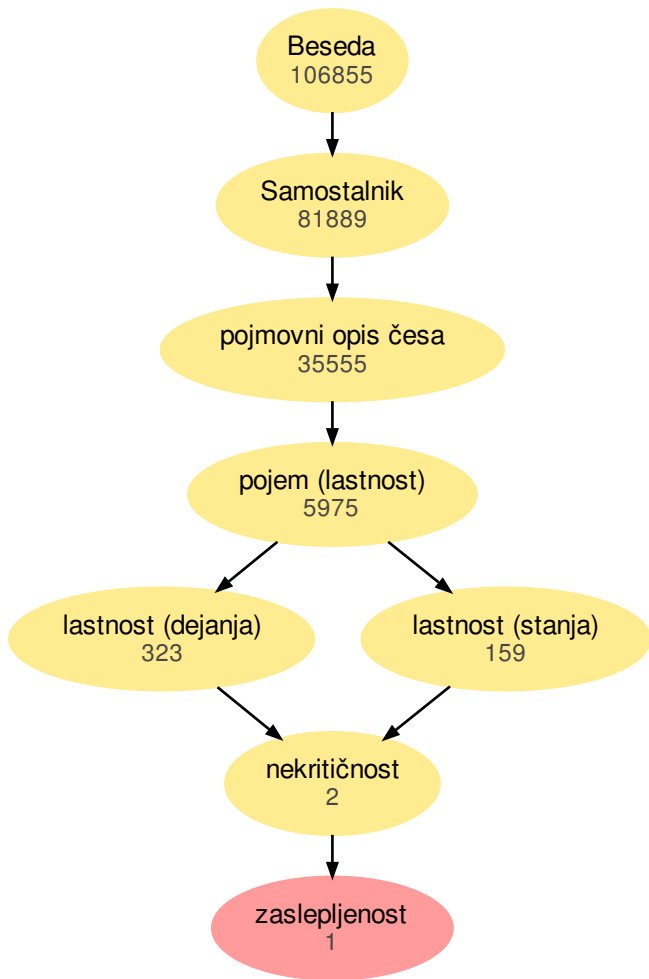 Beseda
106855
Samostalnik
81889
pojmovni opis česa
35555
pojem (lastnost)
5975
lastnost (dejanja)
323
lastnost (stanja)
159
nekritičnost
2
zaslepljenost
1